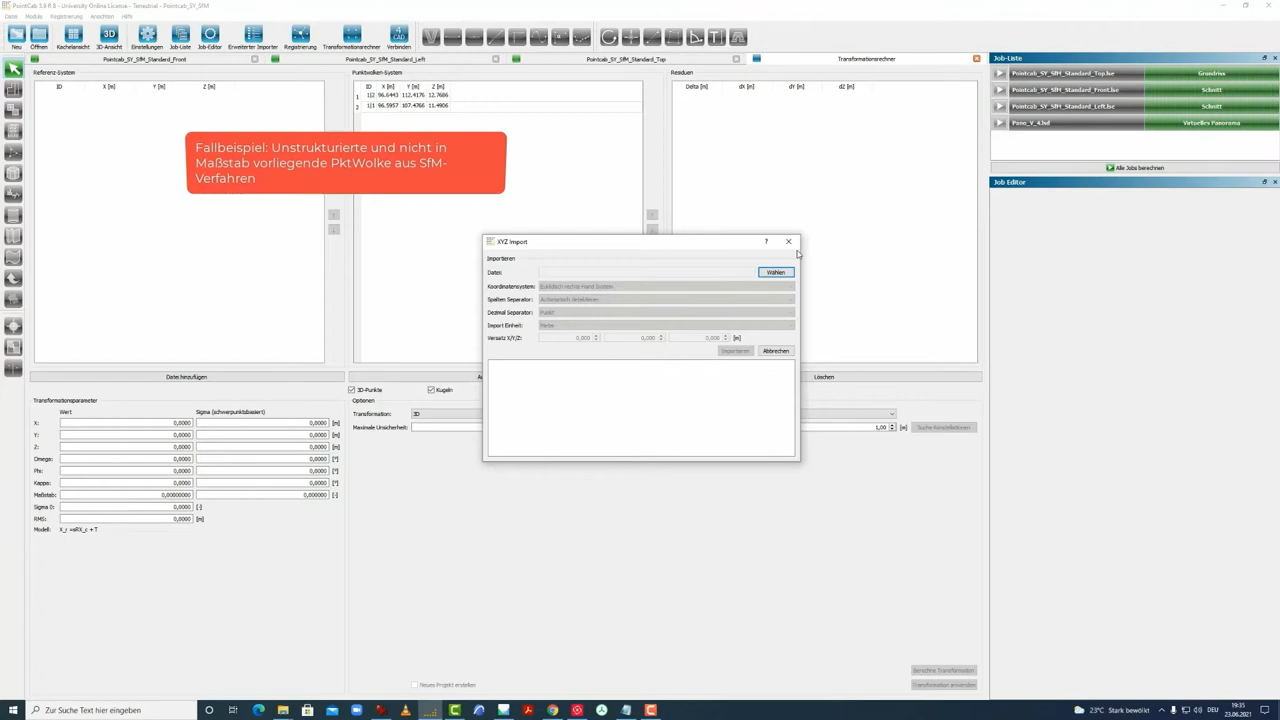 PointCab 3.9 R 8 - University Online License. - Terrestrial - Pointcab_SY_SfM
Datei Module Registrierung Ansichten Hilfe
Neu Öffnen Kachelansicht 3D-Ansicht Einstellungen Job-Liste Job-Editor Erweiterter Importer Registrierung Transformationsrechner Verbinden
Pointcab_SY_SfM_Standard_Front Pointcab_SY_SfM_Standard_Left Pointcab_SY_SfM_Standard_Top Transformationsrechner
Job-Liste
Referenz-System Punktwolken-System Residuen
ID X [m] Y [m] Z [m] ID X [m] Y [m] Z [m] Delta [m] dX [m] dY [m] dZ [m]
1 1|2 96.6443 112.4176 12.7686
2 1|1 96.5957 107.4766 11.4906
Pointcab_SY_SfM_Standard_Top.lse Grundriss
Pointcab_SY_SfM_Standard_Front.lse Schnitt
Pointcab_SY_SfM_Standard_Left.lse Schnitt
Pano_V_4.lsd Virtuelles Panorama
Alle Jobs berechnen
Job Editor
Fallbeispiel: Unstrukturierte und nicht in
Maßstab vorliegende PktWolke aus SfM-
Verfahren
XYZ Import ?
Importieren
Datei: Wählen
Koordinatensystem: Euklidisch rechte Hand System
Spalten Separator: Automatisch detektieren
Dezimal Separator: Punkt
Import Einheit: Meter
Versatz X/Y/Z: 0,000 0,000 0,000 [m]
Importieren Abbrechen
Datei hinzufügen Löschen
3D-Punkte Kugeln
Transformationsparameter
Wert Sigma (schwerpunktsbasiert)
X: 0,0000 0,0000 [m]
Y: 0,0000 0,0000 [m]
Z: 0,0000 0,0000 [m]
Omega: 0,0000 0,0000 [°]
Phi: 0,0000 0,0000 [°]
Kappa: 0,0000 0,0000 [°]
Maßstab: 0,00000000 0,000000 [-]
Sigma 0: 0,0000 [-]
RMS: 0,0000 [m]
Modell: X_r =sRX_c + T
Optionen
Transformation: 3D
Maximale Unsicherheit: 1,00 [m] Suche Konstellationen
Neues Projekt erstellen
Berechne Transformation
Transformation anwenden
Zur Suche Text hier eingeben
23°C Stark bewölkt
19:35
23.06.2021